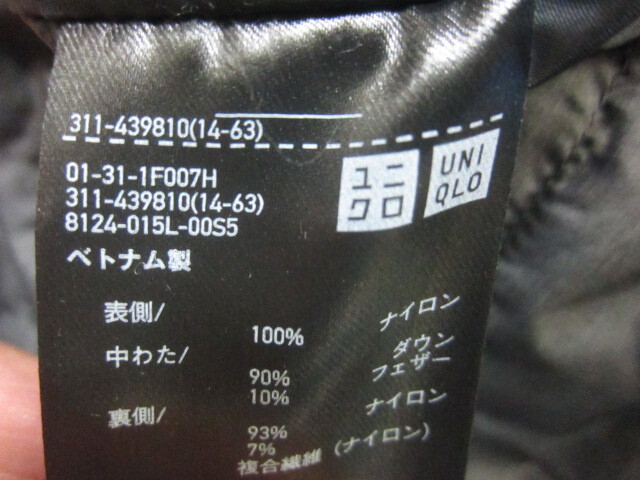 311-439810(14-63)
01-31-1F007H
311-439810(14-63)
8124-015L-00S5
ユニ
クロ
UNI
QLO
ベトナム製
表側/
ナイロン
100%
中わた/
ダウン
90%
フェザー
10%
裏側/
ナイロン
93%
7%
複合繊維(ナイロン)